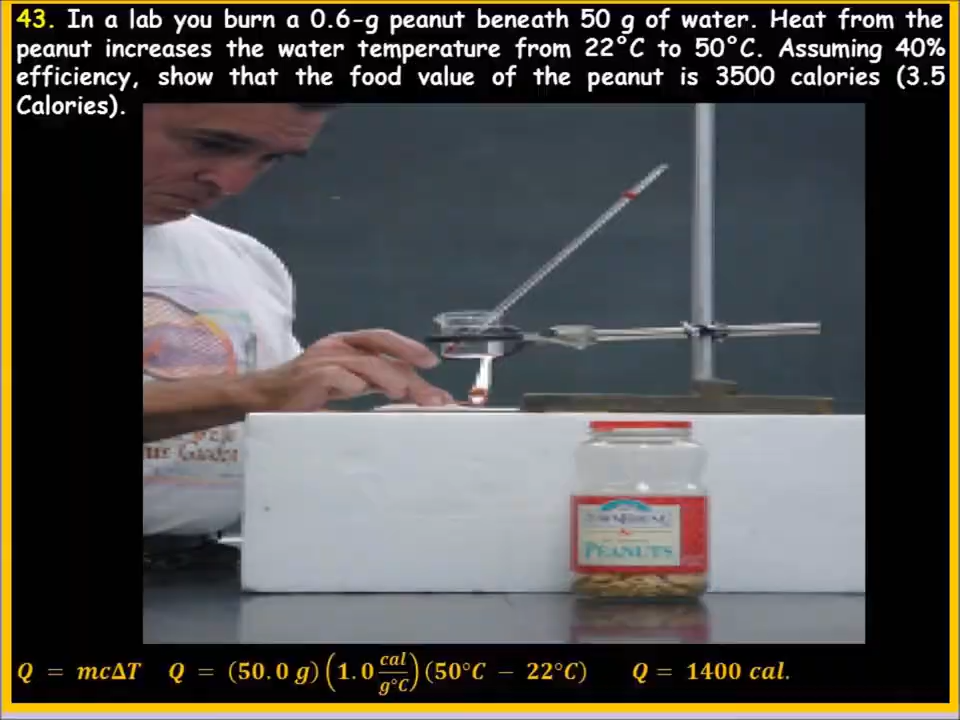 43. In a lab you burn a 0.6-g peanut beneath 50 g of water. Heat from the
peanut increases the water temperature from 22°C to 50°C. Assuming 40%
efficiency, show that the food value of the peanut is 3500 calories (3.5
Calories).
Garden
PEANUTS
Q = mcΔT Q = (50.0 g) (1.0 cal/g°C) (50°C − 22°C) Q = 1400 cal.